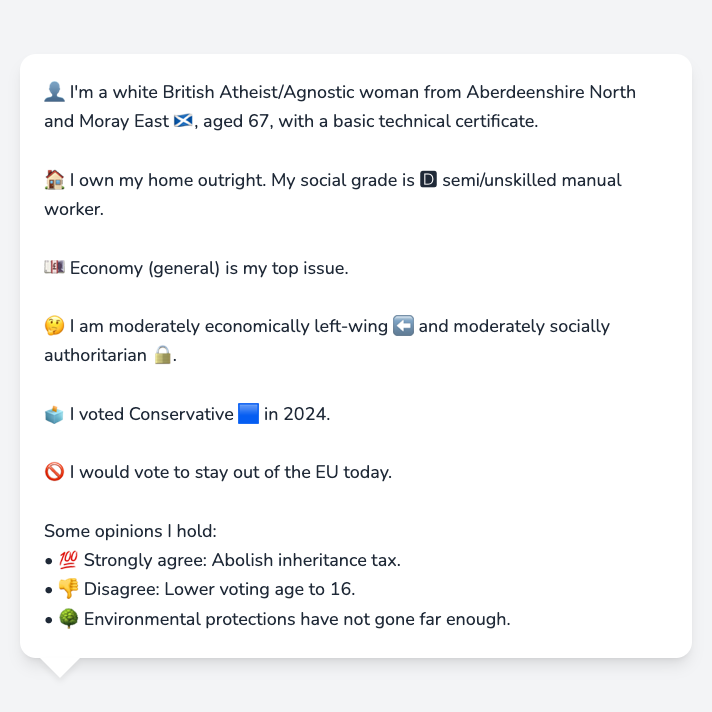 👤 I'm a white British Atheist/Agnostic woman from Aberdeenshire North
and Moray East 🏴󠁧󠁢󠁳󠁣󠁴󠁿, aged 67, with a basic technical certificate.
🏠 I own my home outright. My social grade is 🅳 semi/unskilled manual
worker.
💷 Economy (general) is my top issue.
🤔 I am moderately economically left-wing ⬅️ and moderately socially
authoritarian 🔒.
🗳️ I voted Conservative 🟦 in 2024.
🚫 I would vote to stay out of the EU today.
Some opinions I hold:
• 💯 Strongly agree: Abolish inheritance tax.
• 👎 Disagree: Lower voting age to 16.
• 🌳 Environmental protections have not gone far enough.